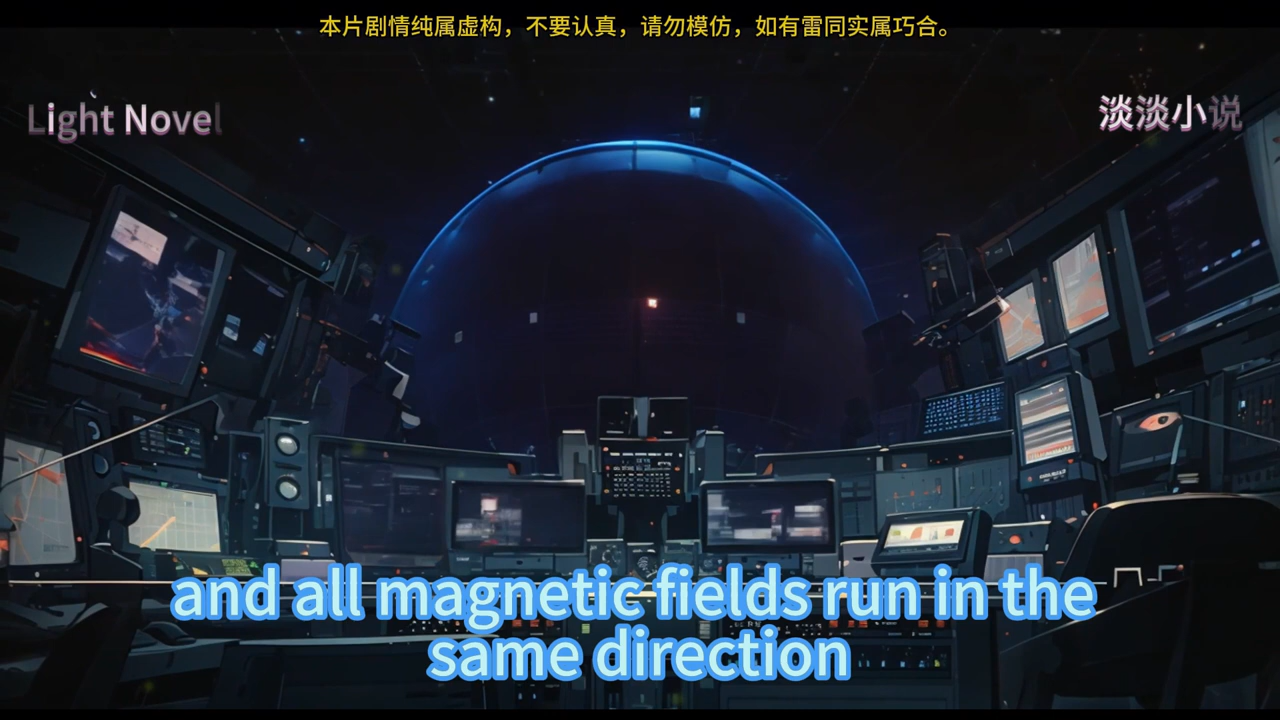 本片剧情纯属虚构，不要认真，请勿模仿，如有雷同实属巧合。
Light Novel
淡淡小说
and all magnetic fields run in the
same direction